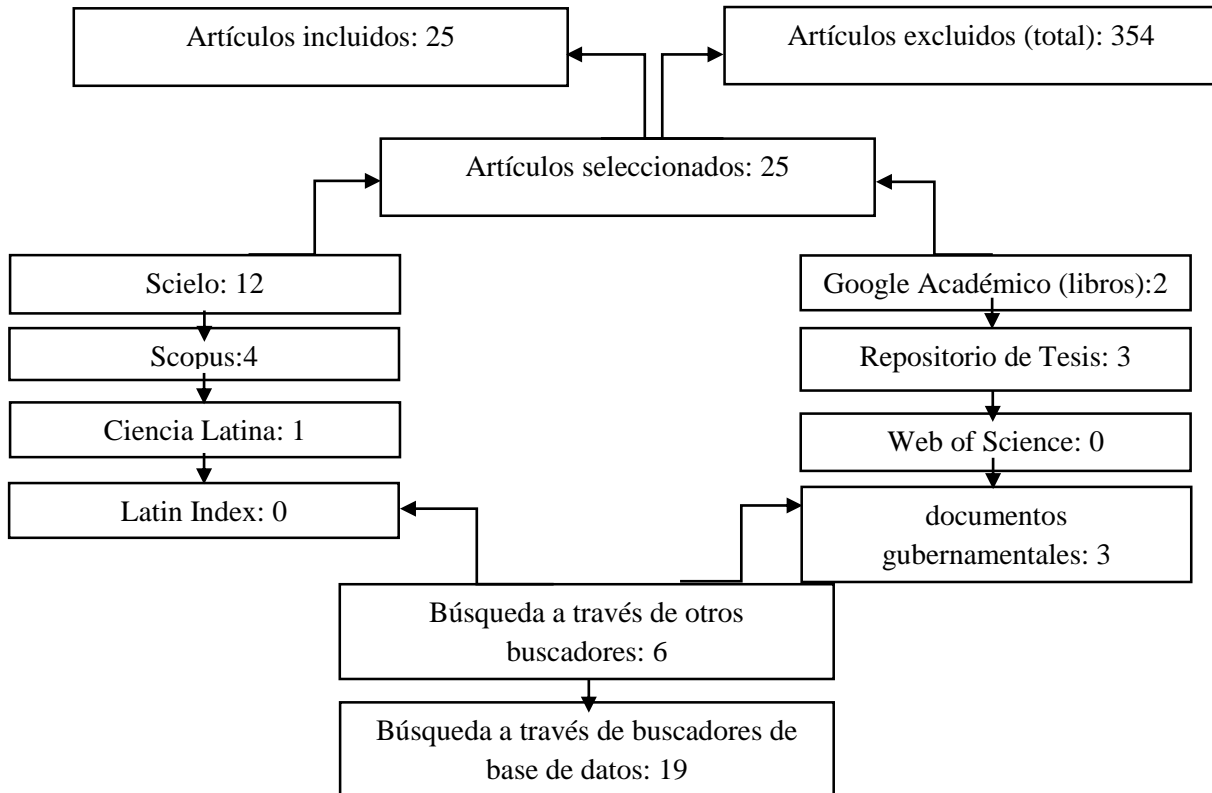 Artículos incluidos: 25
Artículos excluidos (total): 354
Artículos seleccionados: 25
Scielo: 12
Google Académico (libros):2
Scopus:4
Repositorio de Tesis: 3
Ciencia Latina: 1
Web of Science: 0
Latin Index: 0
documentos
gubernamentales: 3
Búsqueda a través de otros
buscadores: 6
Búsqueda a través de buscadores de
base de datos: 19